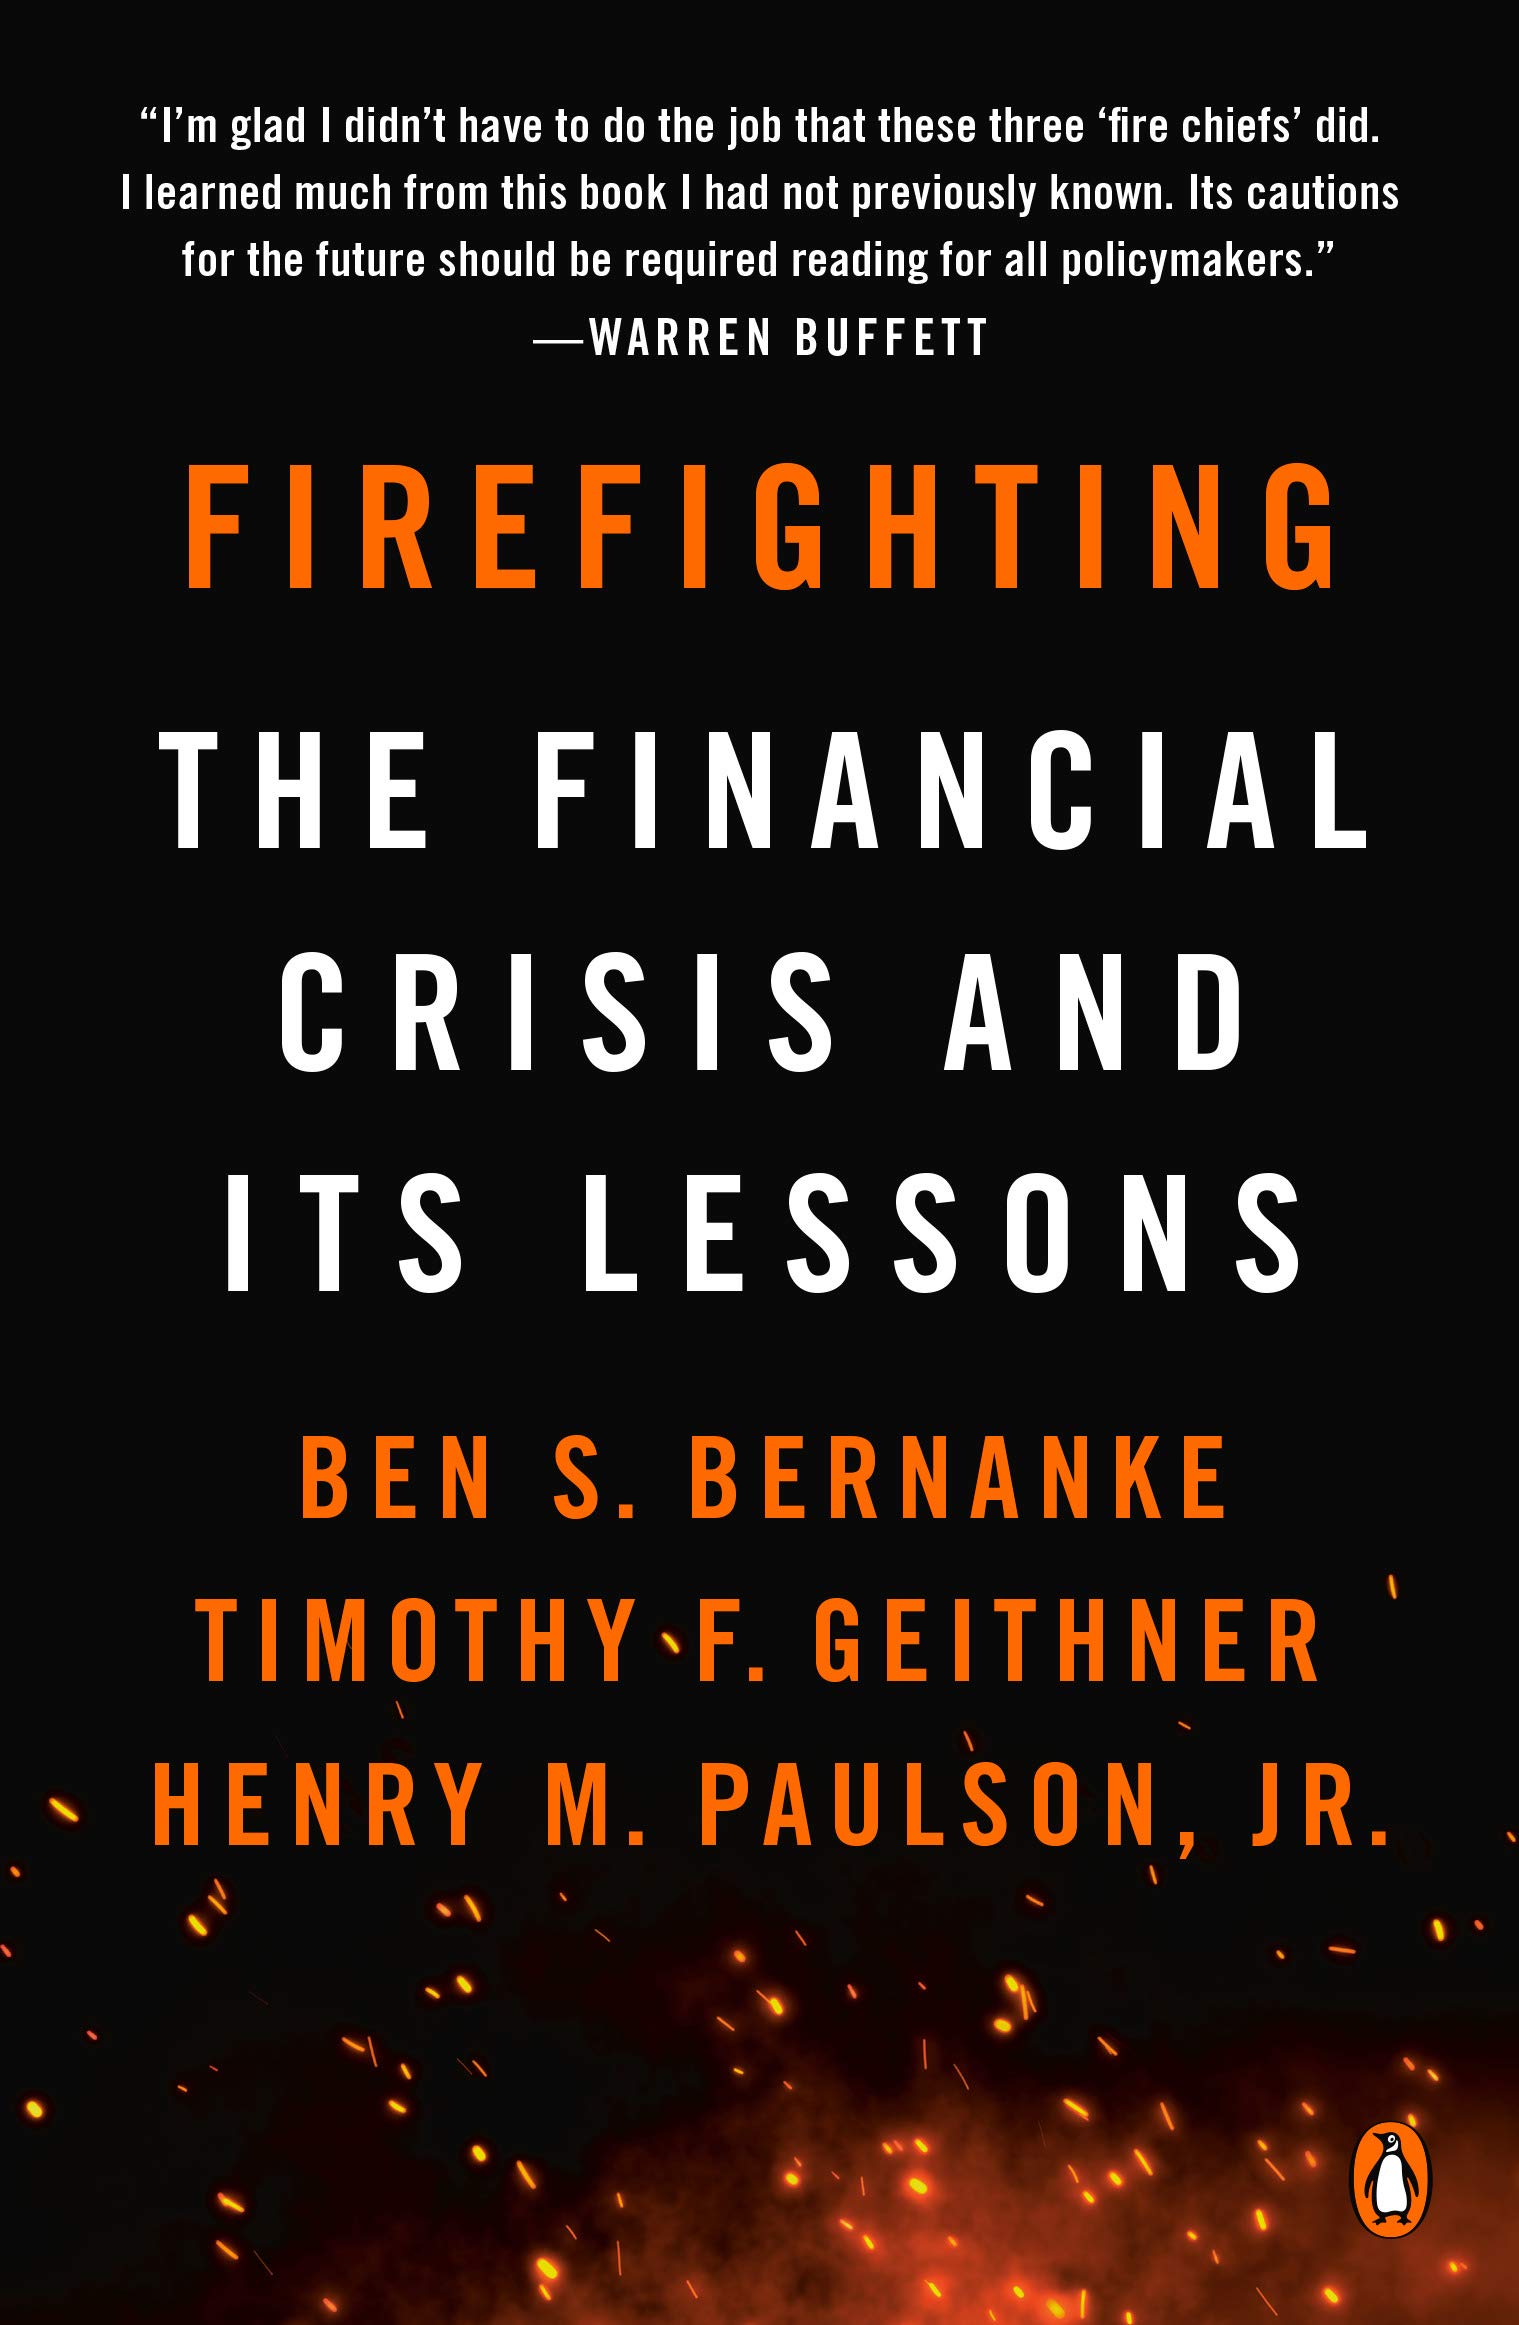 “I’m glad I didn’t have to do the job that these three ‘fire chiefs’ did.
I learned much from this book I had not previously known. Its cautions
for the future should be required reading for all policymakers.”
—WARREN BUFFETT
FIREFIGHTING
THE FINANCIAL
CRISIS AND
ITS LESSONS
BEN S. BERNANKE
TIMOTHY F. GEITHNER
HENRY M. PAULSON, JR.